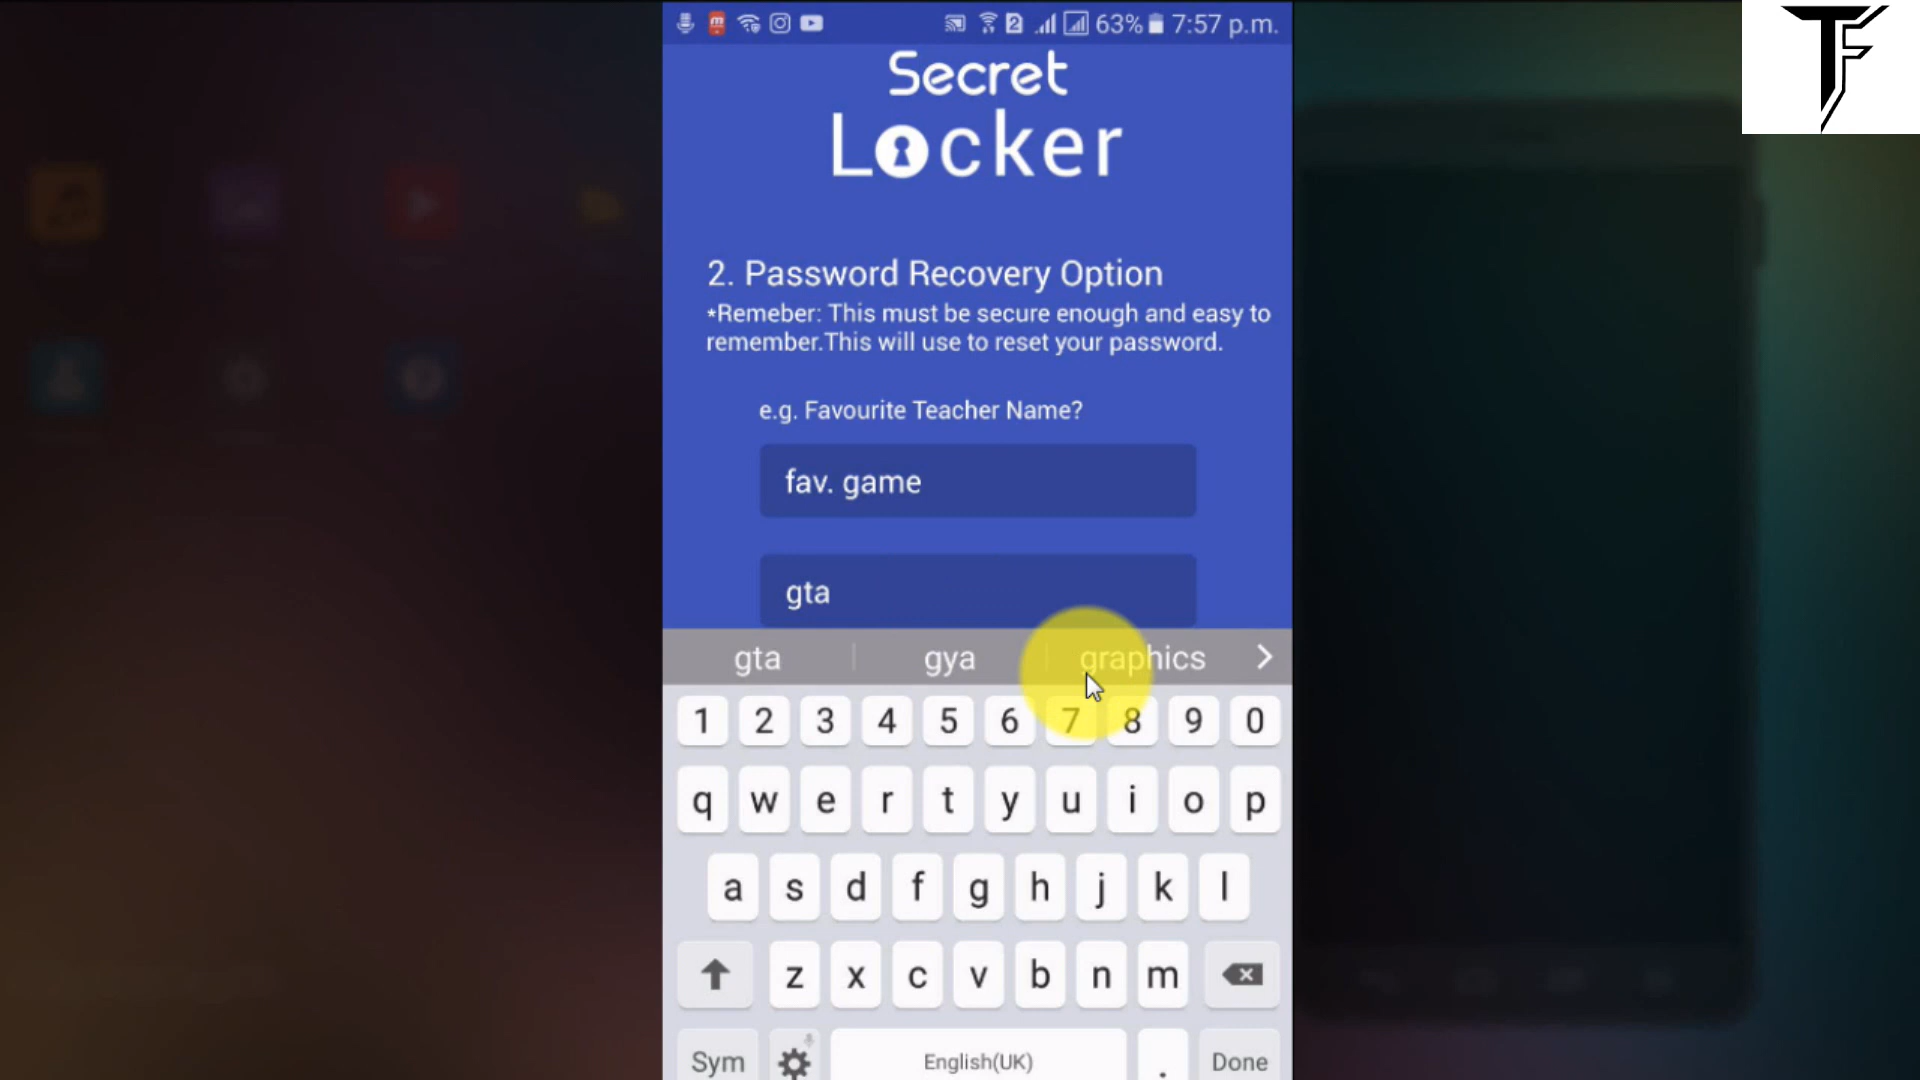 2 63% 7:57 p.m.
TF
Secret
Locker
2. Password Recovery Option
*Remeber: This must be secure enough and easy to
remember.This will use to reset your password.
e.g. Favourite Teacher Name?
fav. game
gta
gta gya graphics
1 2 3 4 5 6 7 8 9 0
q w e r t y u i o p
a s d f g h j k l
z x c v b n m
Sym English(UK) . Done